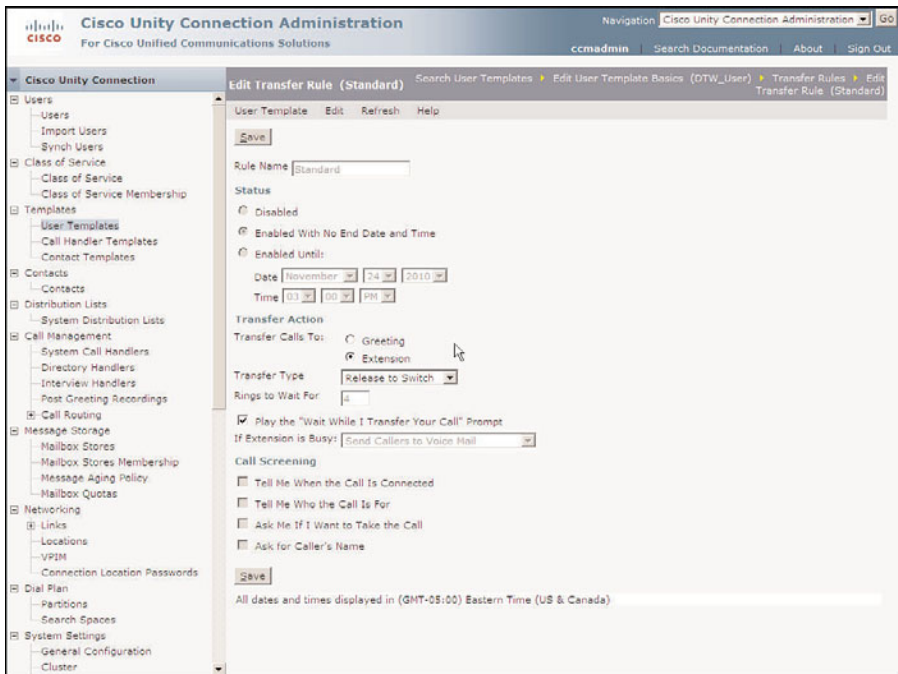 cisco
Cisco Unity Connection Administration
For Cisco Unified Communications Solutions
Navigation Cisco Unity Connection Administration Go
ccmadmin Search Documentation About Sign Out
Cisco Unity Connection
Users
Users
Import Users
Synch Users
Class of Service
Class of Service
Class of Service Membership
Templates
User Templates
Call Handler Templates
Contact Templates
Contacts
Contacts
Distribution Lists
System Distribution Lists
Call Management
System Call Handlers
Directory Handlers
Interview Handlers
Post Greeting Recordings
Call Routing
Message Storage
Mailbox Stores
Mailbox Stores Membership
Message Aging Policy
Mailbox Quotas
Networking
Links
Locations
VPIM
Connection Location Passwords
Dial Plan
Partitions
Search Spaces
System Settings
General Configuration
Cluster
Edit Transfer Rule (Standard)
Search User Templates Edit User Template Basics (DTW_User) Transfer Rules Edit
Transfer Rule (Standard)
User Template Edit Refresh Help
Save
Rule Name Standard
Status
Disabled
Enabled With No End Date and Time
Enabled Until:
Date November 24 2010
Time 03 00 PM
Transfer Action
Transfer Calls To: Greeting
Extension
Transfer Type Release to Switch
Rings to Wait For 4
Play the "Wait While I Transfer Your Call" Prompt
If Extension is Busy: Send Callers to Voice Mail
Call Screening
Tell Me When the Call Is Connected
Tell Me Who the Call Is For
Ask Me If I Want to Take the Call
Ask for Caller's Name
Save
All dates and times displayed in (GMT-05:00) Eastern Time (US & Canada)